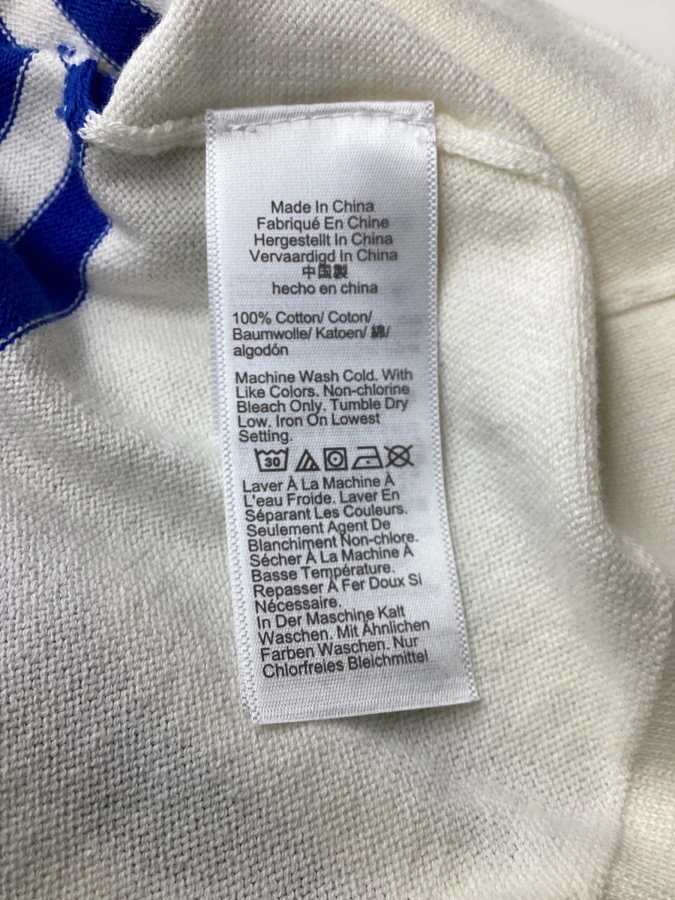 Made In China
Fabriqué En Chine
Hergestellt In China
Vervaardigd In China
中国製
hecho en china
100% Cotton/ Coton/
Baumwolle/ Katoen/ 綿/
algodón
Machine Wash Cold. With
Like Colors. Non-chlorine
Bleach Only. Tumble Dry
Low. Iron On Lowest
Setting.
30
Laver À La Machine À
L'eau Froide. Laver En
Séparant Les Couleurs.
Seulement Agent De
Blanchiment Non-chlore.
Sécher À La Machine À
Basse Température.
Repasser À Fer Doux Si
Nécessaire.
In Der Maschine Kalt
Waschen. Mit Ähnlichen
Farben Waschen. Nur
Chlorfreies Bleichmittel